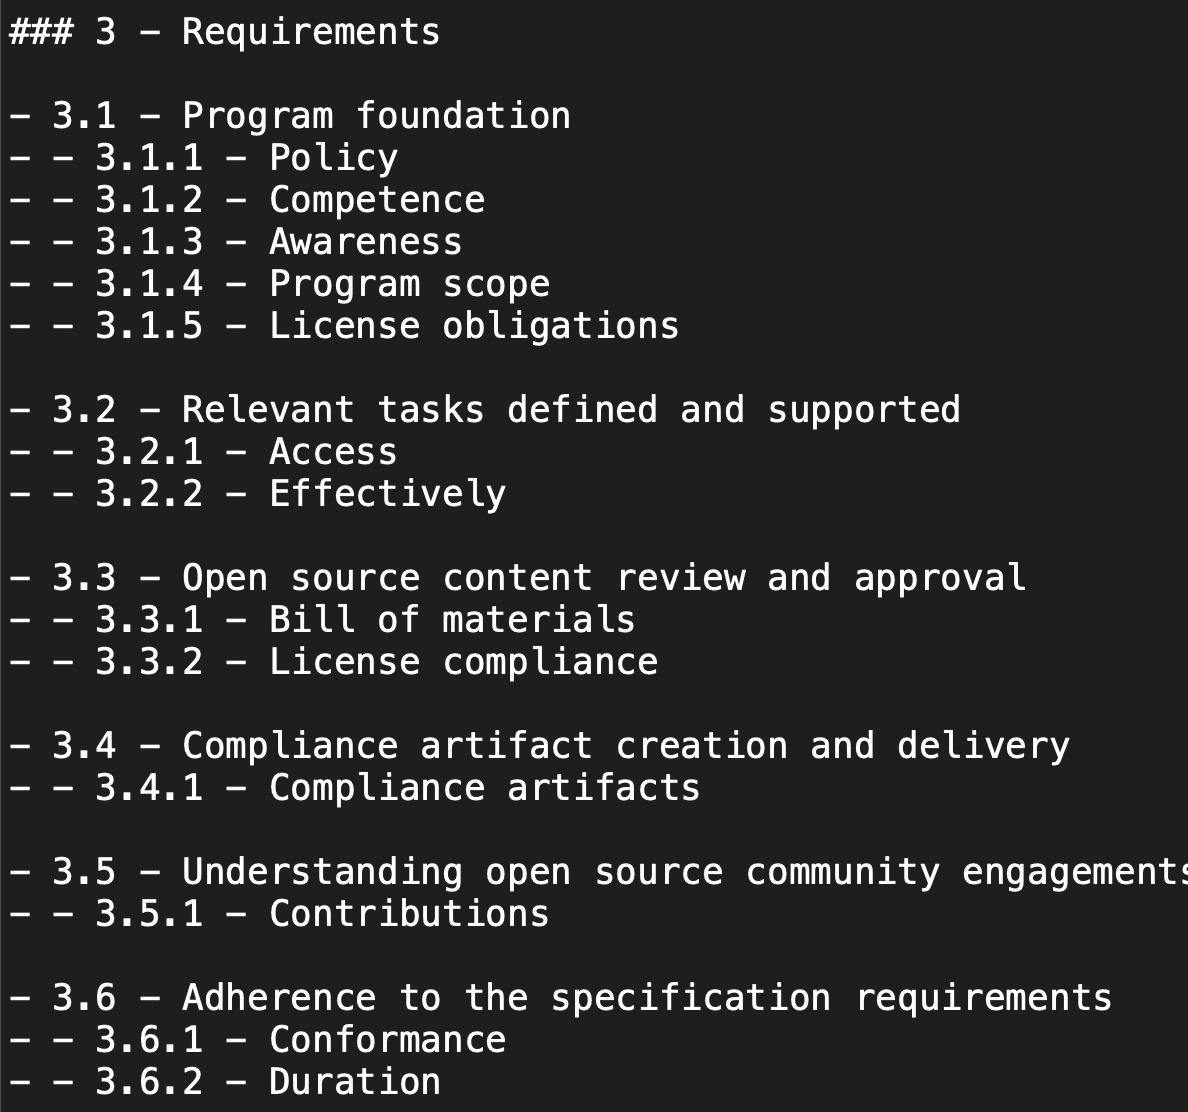 ### 3 – Requirements
– 3.1 – Program foundation
– – 3.1.1 – Policy
– – 3.1.2 – Competence
– – 3.1.3 – Awareness
– – 3.1.4 – Program scope
– – 3.1.5 – License obligations
– 3.2 – Relevant tasks defined and supported
– – 3.2.1 – Access
– – 3.2.2 – Effectively
– 3.3 – Open source content review and approval
– – 3.3.1 – Bill of materials
– – 3.3.2 – License compliance
– 3.4 – Compliance artifact creation and delivery
– – 3.4.1 – Compliance artifacts
– 3.5 – Understanding open source community engagements
– – 3.5.1 – Contributions
– 3.6 – Adherence to the specification requirements
– – 3.6.1 – Conformance
– – 3.6.2 – Duration